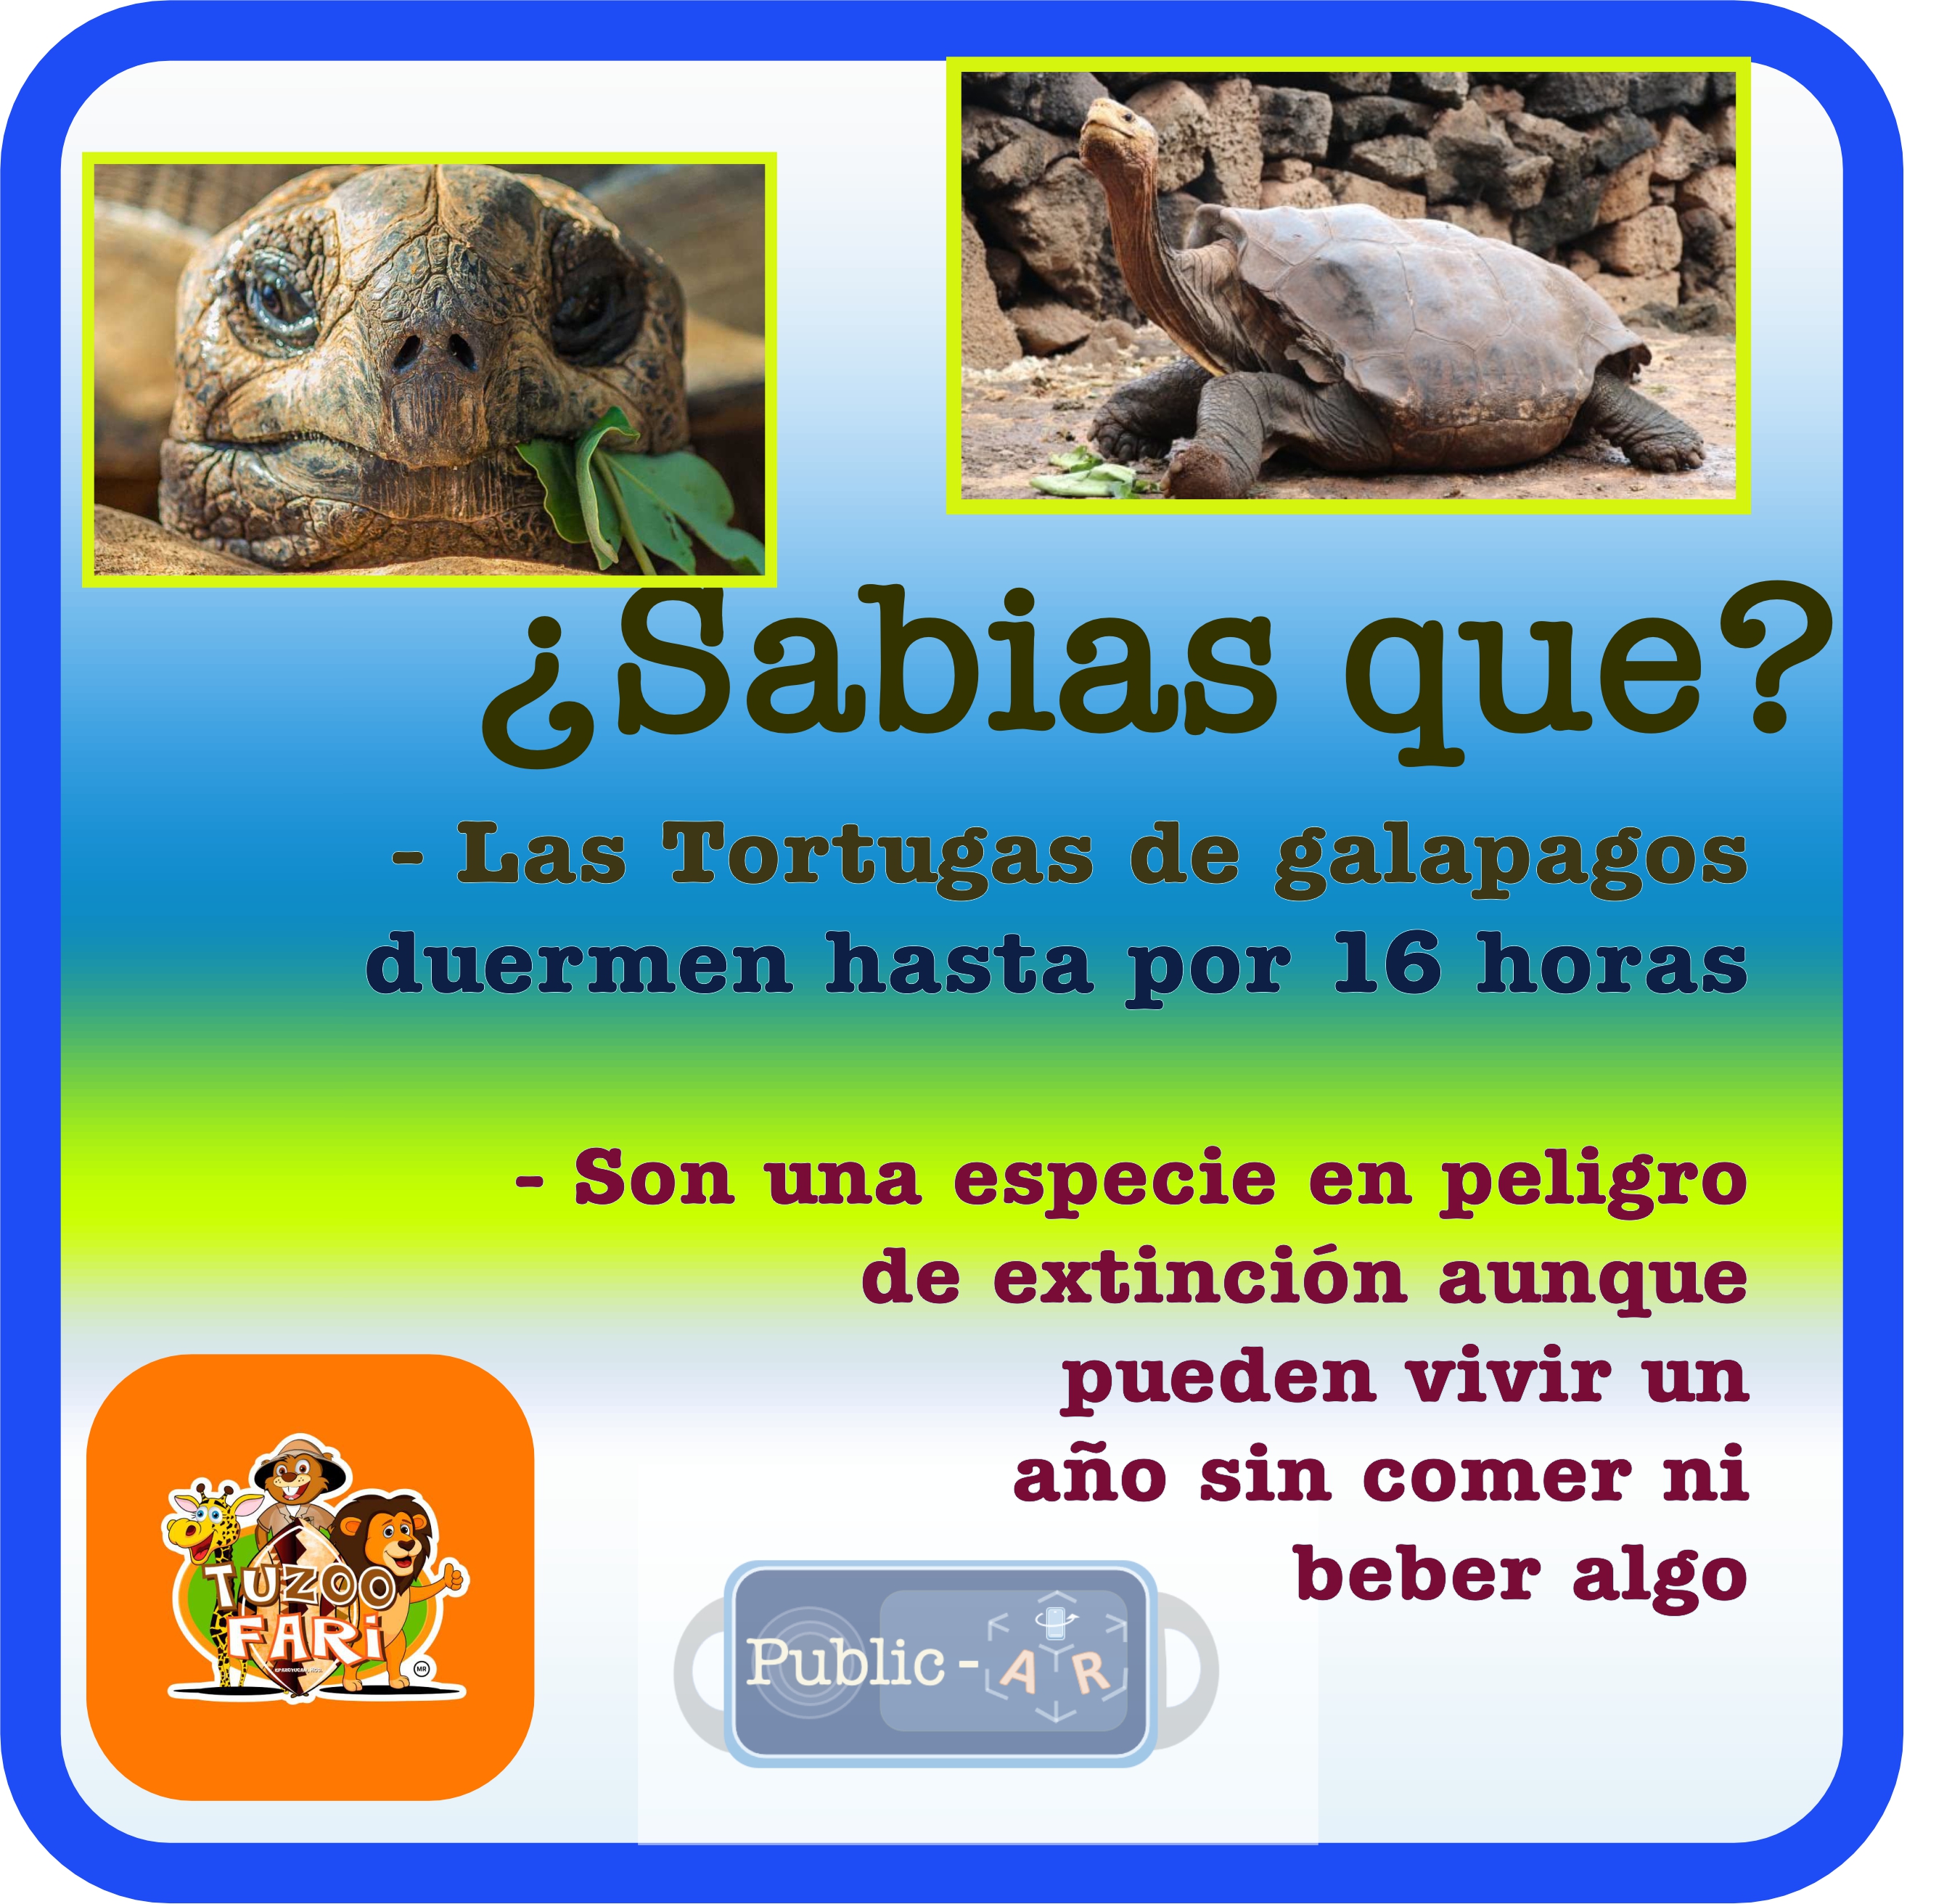 ¿Sabias que?
- Las Tortugas de galapagos
duermen hasta por 16 horas
- Son una especie en peligro
de extinción aunque
pueden vivir un
año sin comer ni
beber algo
TUZOO
FARi
MR
Public-AR